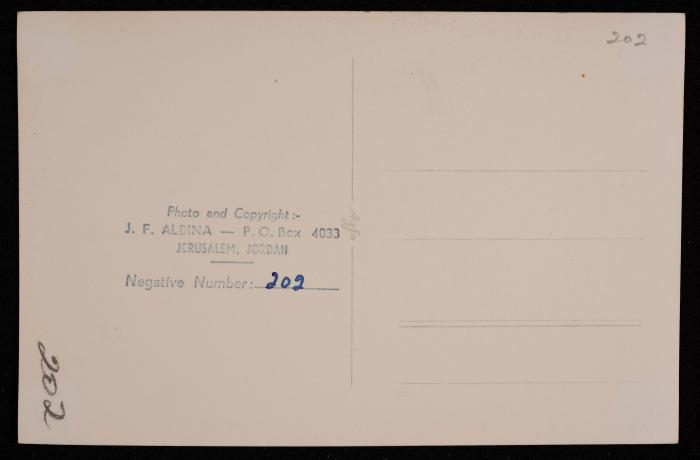 202
Photo and Copyright :-
J. F. ALBINA — P. O. Box 4033
JERUSALEM, JORDAN
Negative Number: 202
202